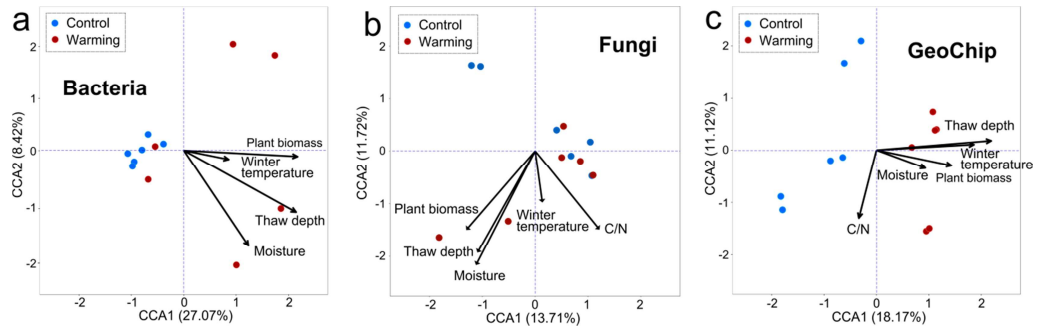 a
Control
Warming
Bacteria
Plant biomass
Winter
temperature
Thaw depth
Moisture
2
1
0
-1
-2
CCA2 (8.42%)
-2
-1
0
1
2
CCA1 (27.07%)
b
Control
Warming
Fungi
Plant biomass
Winter
temperature
C/N
Thaw depth
Moisture
2
1
0
-1
-2
CCA2 (11.72%)
-2
-1
0
1
2
CCA1 (13.71%)
c
Control
Warming
GeoChip
Thaw depth
Winter
temperature
Moisture
Plant biomass
C/N
2
1
0
-1
-2
CCA2 (11.12%)
-2
-1
0
1
2
CCA1 (18.17%)